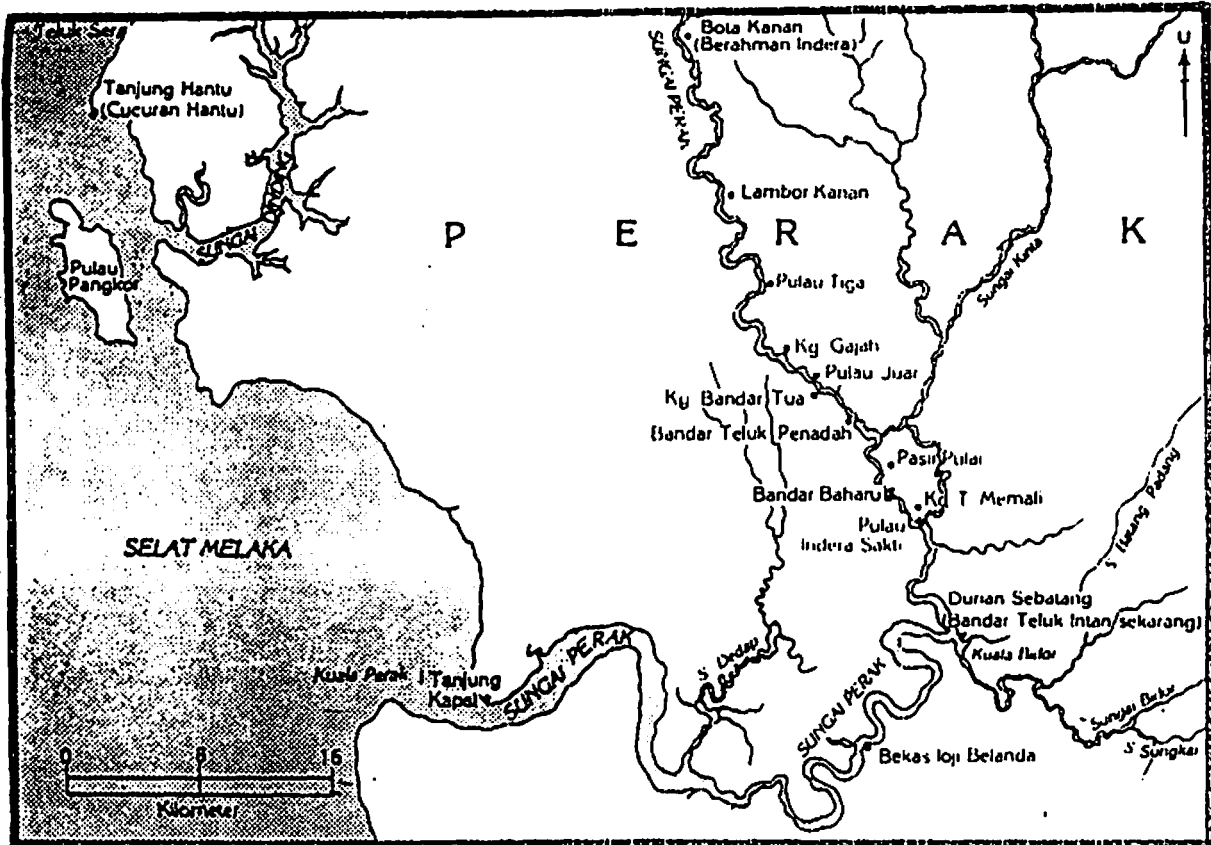 Teluk
Bota Kanan
(Berahman Indera)
U
SUNGAI PERAK
Tanjung Hantu
(Cucuran Hantu)
Lambor Kanan
SUNGAI
P E R A K
Pulau
Pangkor
Pulau Tiga
Sungai Kinta
Kg Gajah
Pulau Juar
Kg Bandar Tua
Bandar Teluk Penadah
Pasir Pulai
Bandar Baharu
Kg T Memali
Pulau
Indera Sakti
S Padang
SELAT MELAKA
Durian Sebatang
(Bandar Teluk Intan/sekarang)
Kuala Bidor
Kuala Perak
Tanjung
Kapal
SUNGAI PERAK
S Dedap
SUNGAI PERAK
Sungai Bidor
S Sungkai
Bekas loji Belanda
0 8 16
Kilometer